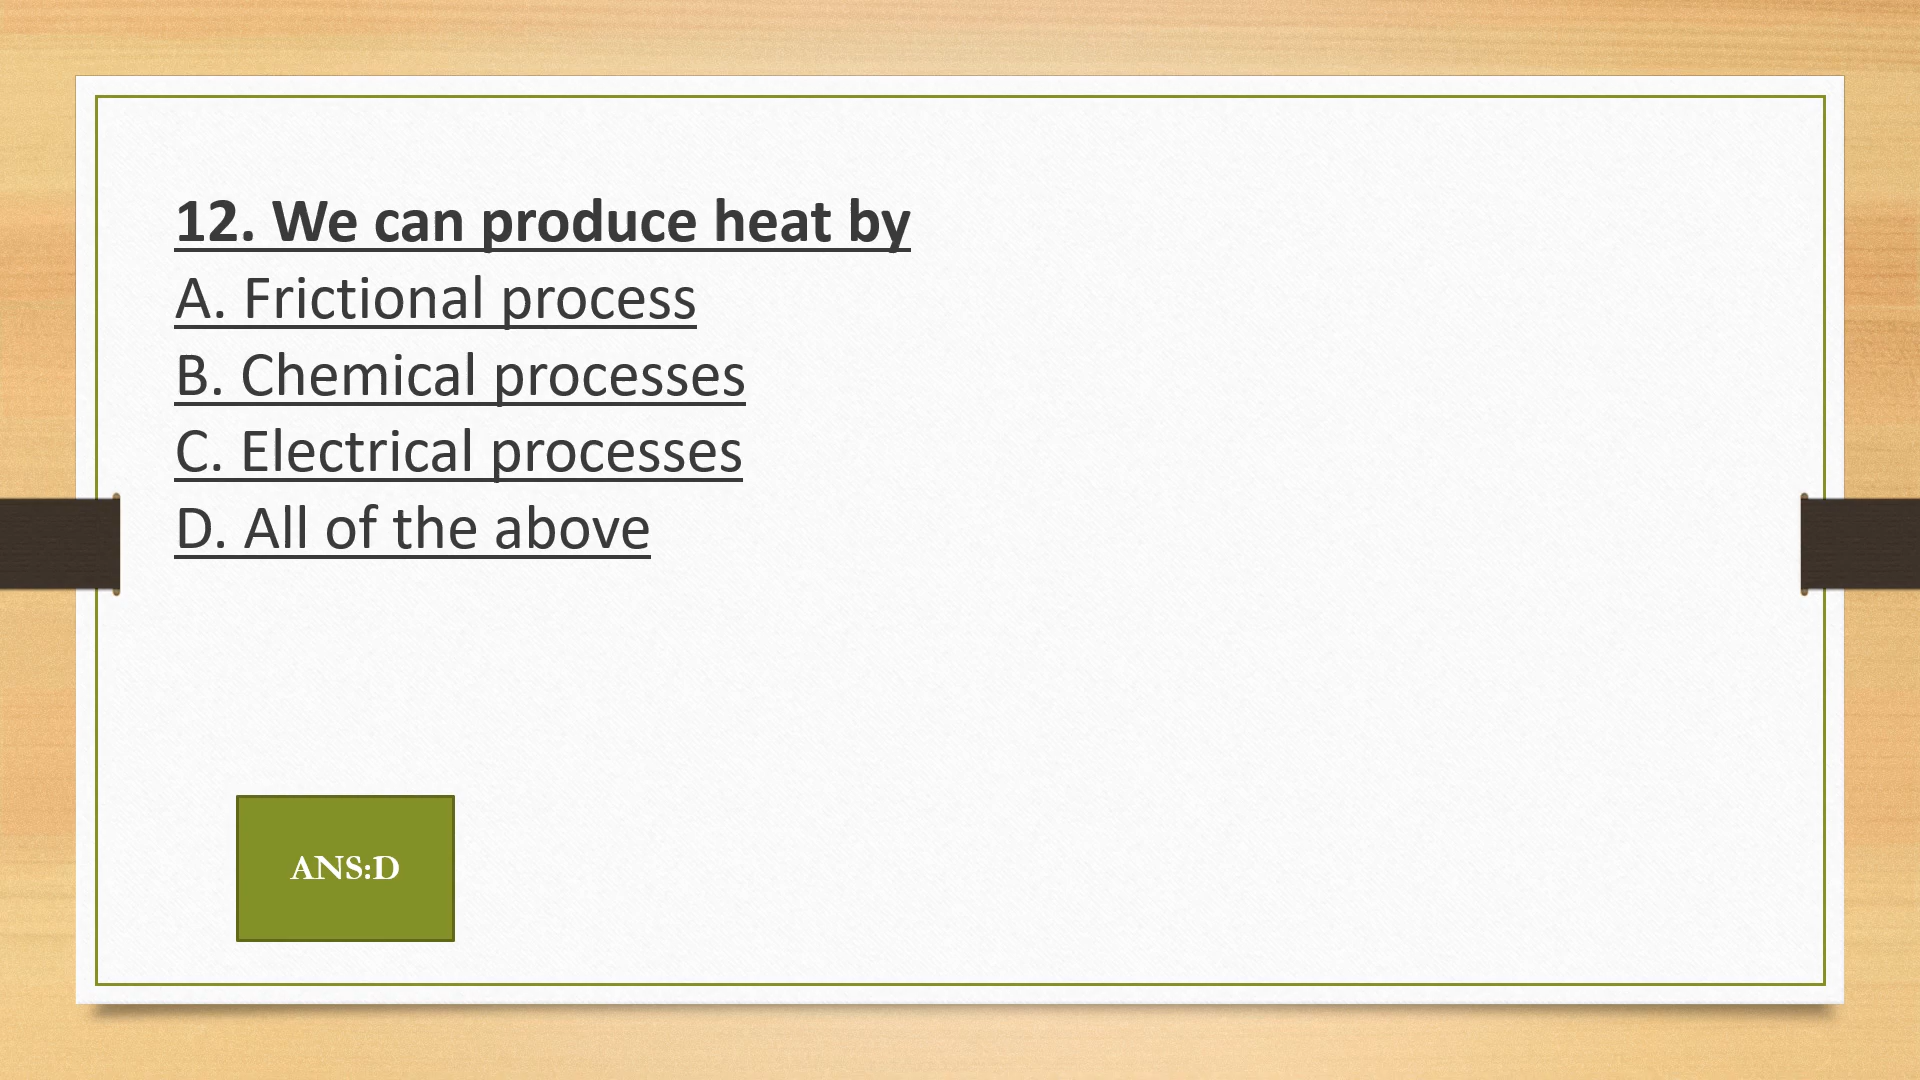 12. We can produce heat by
A. Frictional process
B. Chemical processes
C. Electrical processes
D. All of the above
ANS:D